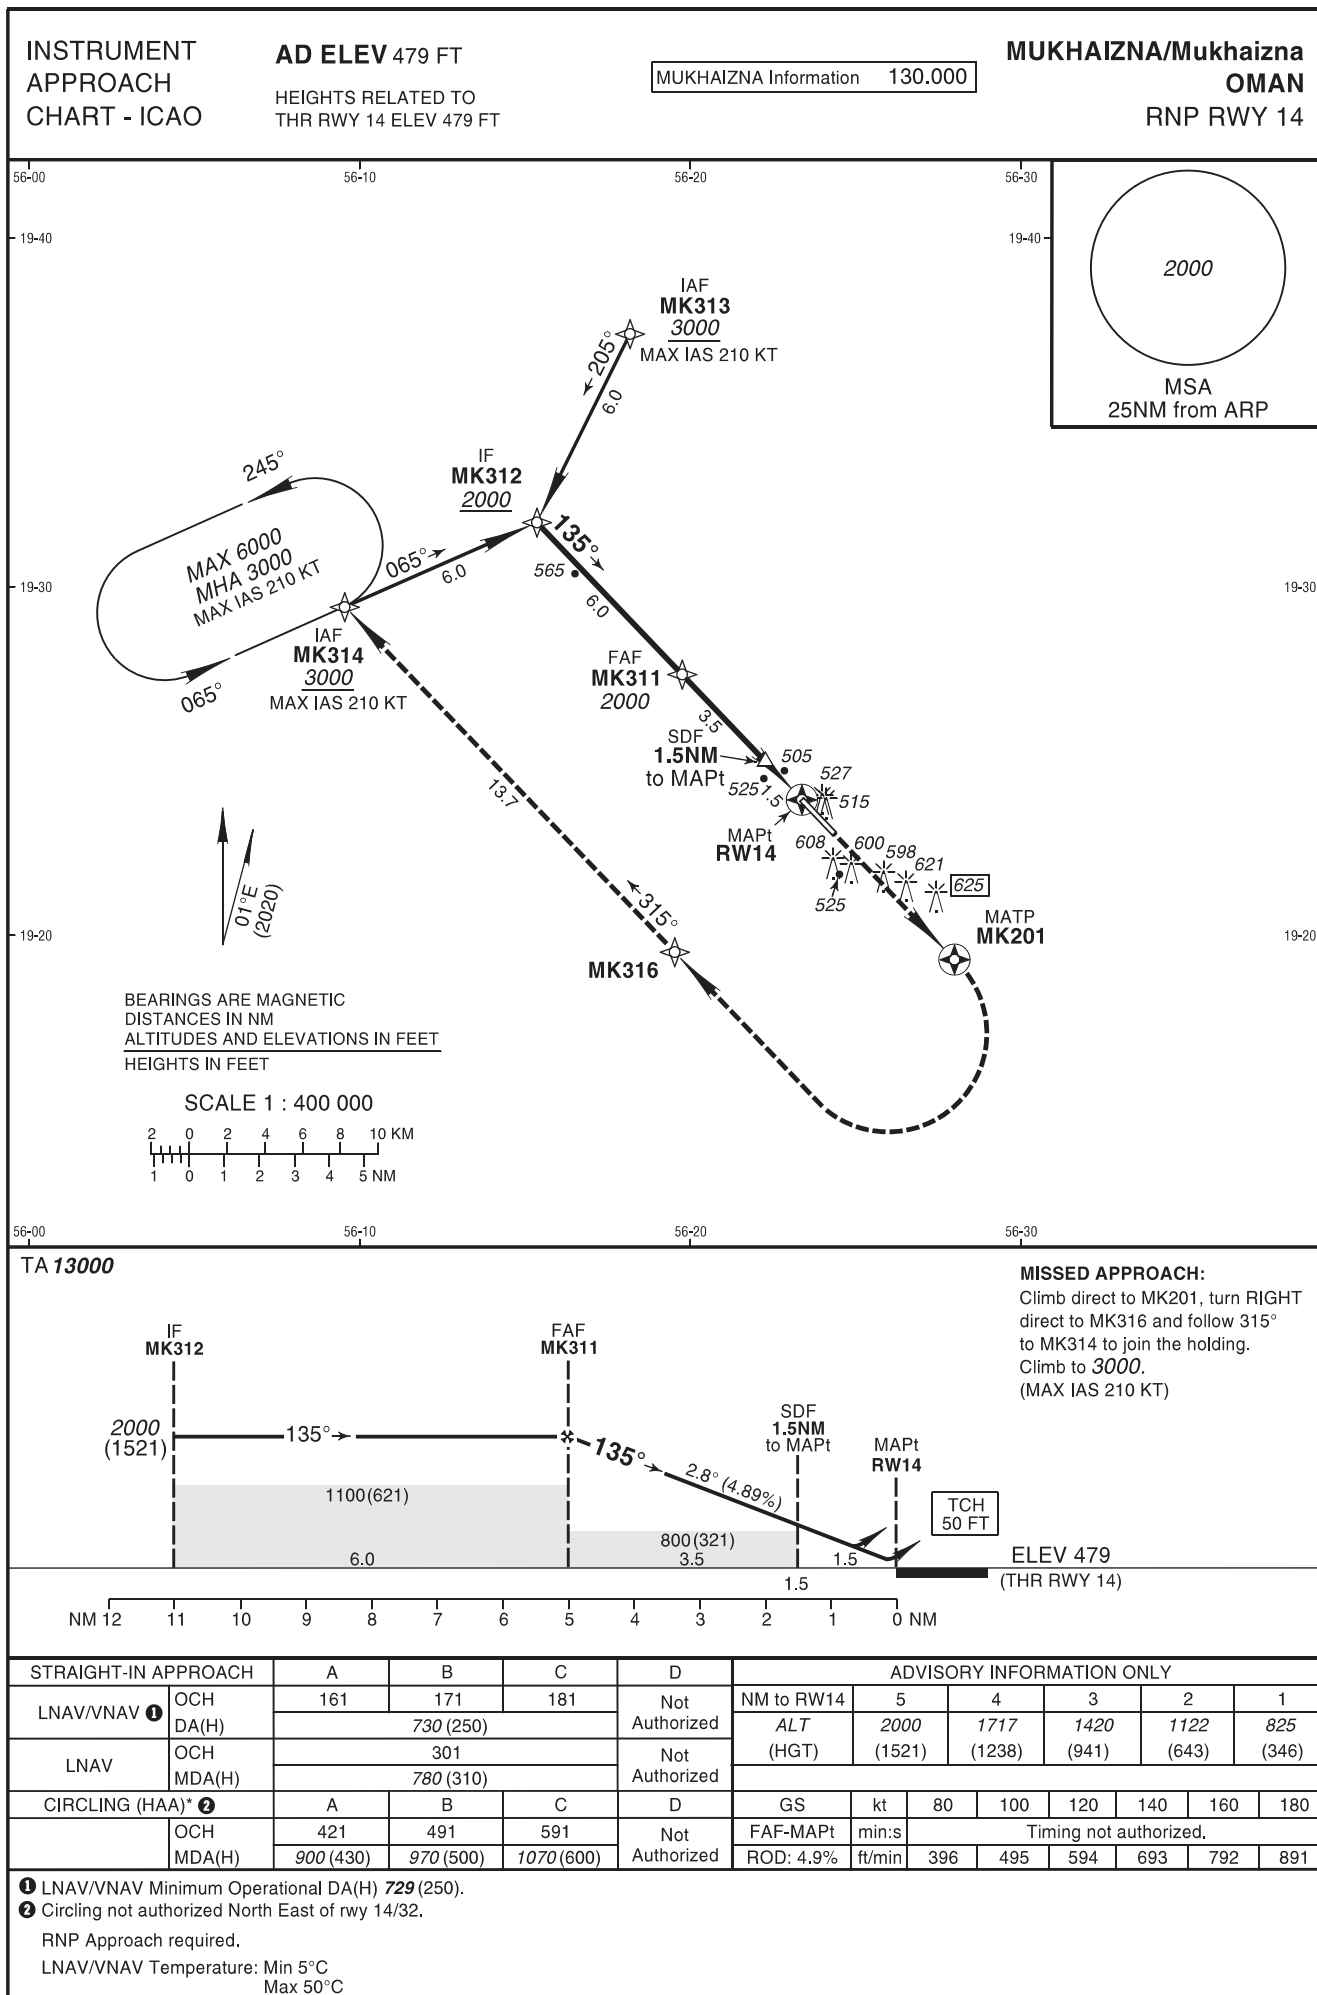 INSTRUMENT
APPROACH
CHART - ICAO
AD ELEV 479 FT
HEIGHTS RELATED TO
THR RWY 14 ELEV 479 FT
MUKHAIZNA Information 130.000
MUKHAIZNA/Mukhaizna
OMAN
RNP RWY 14
56-00 56-10 56-20 56-30
19-40 19-40
2000
MSA
25NM from ARP
IAF
MK313
3000
MAX IAS 210 KT
205°
6.0
IF
MK312
2000
245°
MAX 6000
MHA 3000
MAX IAS 210 KT
065°
6.0
135°
565
6.0
19-30 19-30
IAF
MK314
3000
MAX IAS 210 KT
065°
FAF
MK311
2000
3.5
SDF
1.5NM
to MAPt
505
525
1.5
527
515
13.7
MAPt
RW14
608
600
598
621
625
525
01°E
(2020)
315°
MATP
MK201
19-20 19-20
MK316
BEARINGS ARE MAGNETIC
DISTANCES IN NM
ALTITUDES AND ELEVATIONS IN FEET
HEIGHTS IN FEET
SCALE 1 : 400 000
2 0 2 4 6 8 10 KM
1 0 1 2 3 4 5 NM
56-00 56-10 56-20 56-30
TA 13000
MISSED APPROACH:
Climb direct to MK201, turn RIGHT
direct to MK316 and follow 315°
to MK314 to join the holding.
Climb to 3000.
(MAX IAS 210 KT)
IF
MK312
FAF
MK311
SDF
1.5NM
to MAPt
MAPt
RW14
2000
(1521)
135°
135°
2.8° (4.89%)
1100(621)
800(321)
TCH
50 FT
6.0 3.5 1.5
ELEV 479
(THR RWY 14)
1.5
NM 12 11 10 9 8 7 6 5 4 3 2 1 0 NM
STRAIGHT-IN APPROACH A B C D
LNAV/VNAV ❶ OCH 161 171 181 Not Authorized
DA(H) 730 (250)
LNAV OCH 301 Not Authorized
MDA(H) 780 (310)
CIRCLING (HAA)* ❷ A B C D
OCH 421 491 591 Not Authorized
MDA(H) 900 (430) 970 (500) 1070 (600)
ADVISORY INFORMATION ONLY
NM to RW14 5 4 3 2 1
ALT 2000 1717 1420 1122 825
(HGT) (1521) (1238) (941) (643) (346)
GS kt 80 100 120 140 160 180
FAF-MAPt min:s Timing not authorized.
ROD: 4.9% ft/min 396 495 594 693 792 891
❶ LNAV/VNAV Minimum Operational DA(H) 729 (250).
❷ Circling not authorized North East of rwy 14/32.
RNP Approach required.
LNAV/VNAV Temperature: Min 5°C
Max 50°C